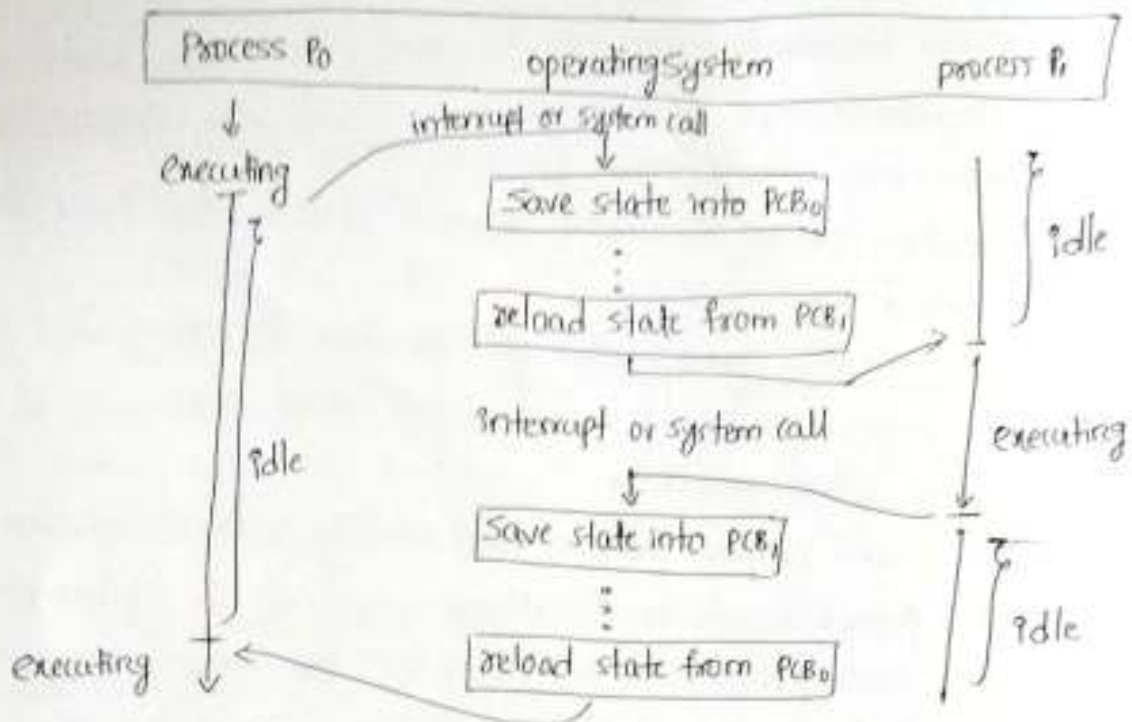 Process P₀ operatingsystem process P₁
interrupt or system call
executing
Save state into PCB₀
idle
reload state from PCB₁
interrupt or system call
executing
idle
Save state into PCB₁
idle
executing
reload state from PCB₀